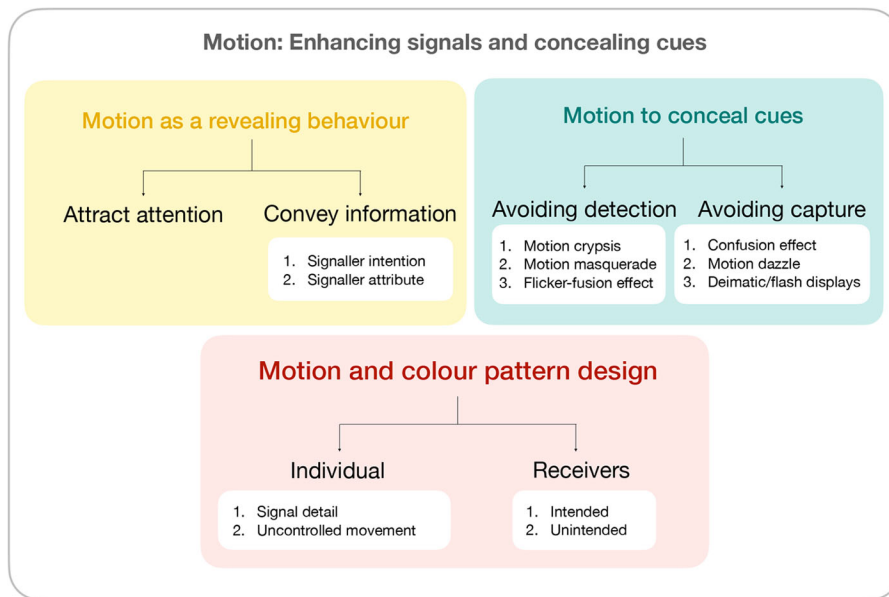 Motion: Enhancing signals and concealing cues
Motion as a revealing behaviour
Attract attention
Convey information
1. Signaller intention
2. Signaller attribute
Motion to conceal cues
Avoiding detection
1. Motion crypsis
2. Motion masquerade
3. Flicker-fusion effect
Avoiding capture
1. Confusion effect
2. Motion dazzle
3. Deimatic/flash displays
Motion and colour pattern design
Individual
1. Signal detail
2. Uncontrolled movement
Receivers
1. Intended
2. Unintended